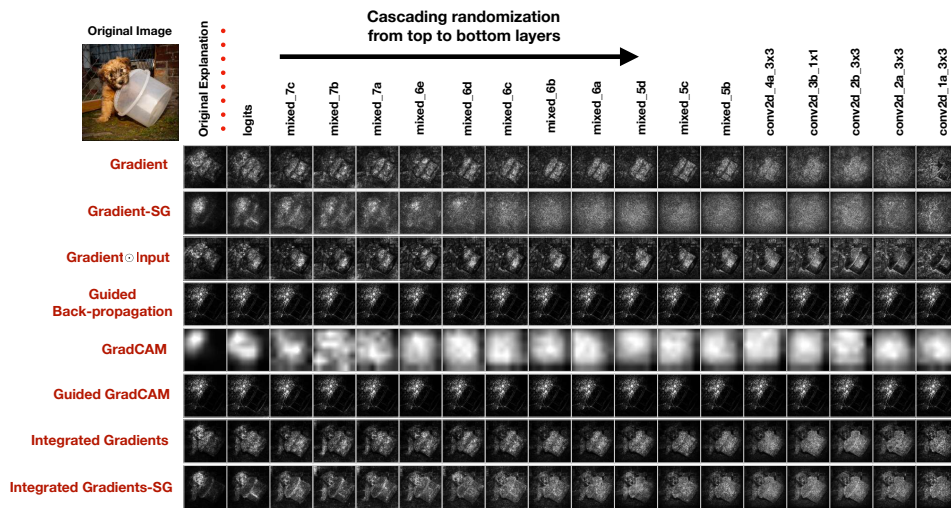 Cascading randomization
from top to bottom layers
Original Image
Original Explanation
logits
mixed_7c
mixed_7b
mixed_7a
mixed_6e
mixed_6d
mixed_6c
mixed_6b
mixed_6a
mixed_5d
mixed_5c
mixed_5b
conv2d_4a_3x3
conv2d_3b_1x1
conv2d_2b_3x3
conv2d_2a_3x3
conv2d_1a_3x3
Gradient
Gradient-SG
Gradient⊙Input
Guided
Back-propagation
GradCAM
Guided GradCAM
Integrated Gradients
Integrated Gradients-SG